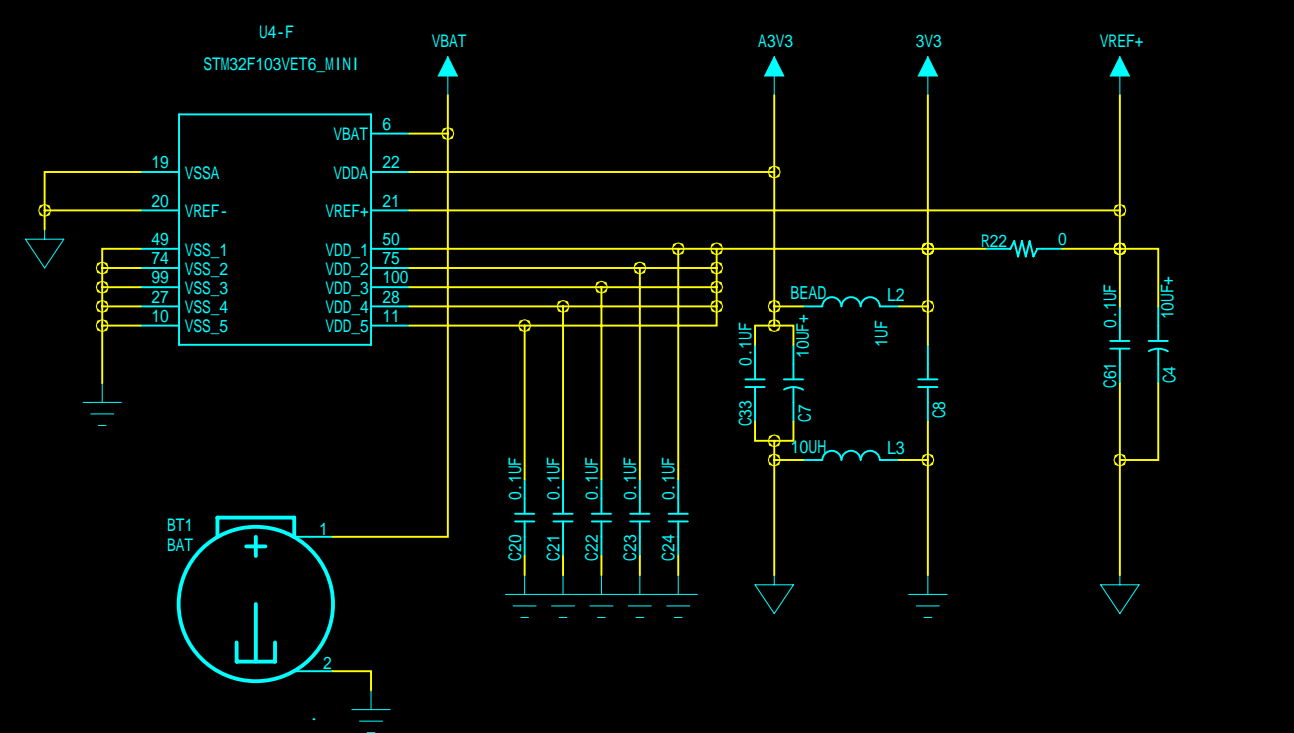 U4-F
STM32F103VET6_MINI
VBAT
A3V3
3V3
VREF+
VBAT 6
19 VSSA
VDDA 22
20 VREF-
VREF+ 21
49 VSS_1
VDD_1 50
74 VSS_2
VDD_2 75
99 VSS_3
VDD_3 100
27 VSS_4
VDD_4 28
10 VSS_5
VDD_5 11
R22 0
BEAD L2
1UF
C8
0.1UF
C33
10UF+
C7
10UH L3
0.1UF
C61
10UF+
C4
0.1UF
0.1UF
0.1UF
0.1UF
0.1UF
C20
C21
C22
C23
C24
BT1
BAT
1
+
2